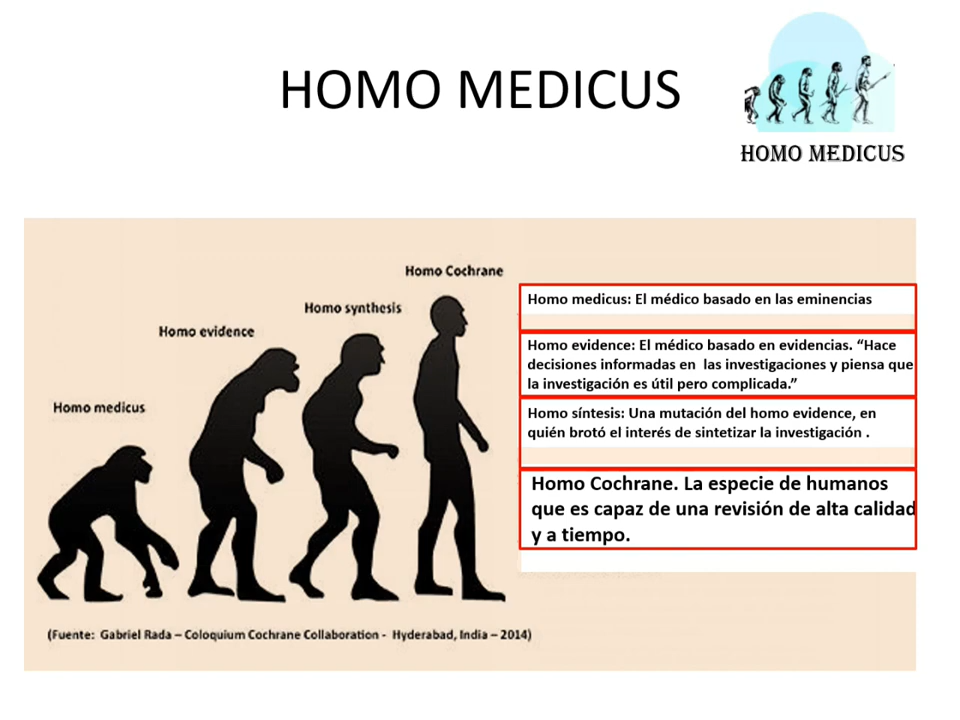 HOMO MEDICUS
HOMO MEDICUS
Homo Cochrane
Homo synthesis
Homo evidence
Homo medicus
Homo medicus: El médico basado en las eminencias
Homo evidence: El médico basado en evidencias. “Hace
decisiones informadas en las investigaciones y piensa que
la investigación es útil pero complicada.”
Homo síntesis: Una mutación del homo evidence, en
quién brotó el interés de sintetizar la investigación .
Homo Cochrane. La especie de humanos
que es capaz de una revisión de alta calidad
y a tiempo.
(Fuente: Gabriel Rada – Coloquium Cochrane Collaboration - Hyderabad, India – 2014)